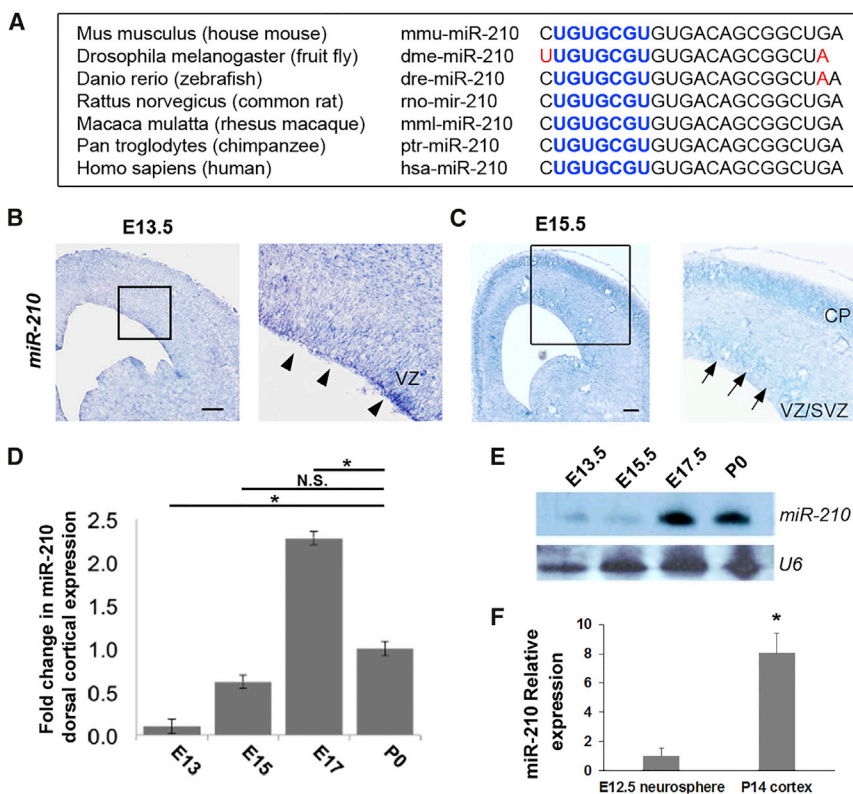 A
Mus musculus (house mouse) mmu-miR-210 CUGUGCGUGUGACAGCGGCUGA
Drosophila melanogaster (fruit fly) dme-miR-210 UUGUGCGUGUGACAGCGGCUA
Danio rerio (zebrafish) dre-miR-210 CUGUGCGUGUGACAGCGGCUAA
Rattus norvegicus (common rat) rno-mir-210 CUGUGCGUGUGACAGCGGCUGA
Macaca mulatta (rhesus macaque) mml-miR-210 CUGUGCGUGUGACAGCGGCUGA
Pan troglodytes (chimpanzee) ptr-miR-210 CUGUGCGUGUGACAGCGGCUGA
Homo sapiens (human) hsa-miR-210 CUGUGCGUGUGACAGCGGCUGA
B
E13.5
miR-210
VZ
C
E15.5
CP
VZ/SVZ
D
*
N.S.
*
Fold change in miR-210
dorsal cortical expression
2.5
2.0
1.5
1.0
0.5
0.0
E13 E15 E17 P0
E
E13.5 E15.5 E17.5 P0
miR-210
U6
F
miR-210 Relative
expression
10
8
6
4
2
0
*
E12.5 neurosphere P14 cortex